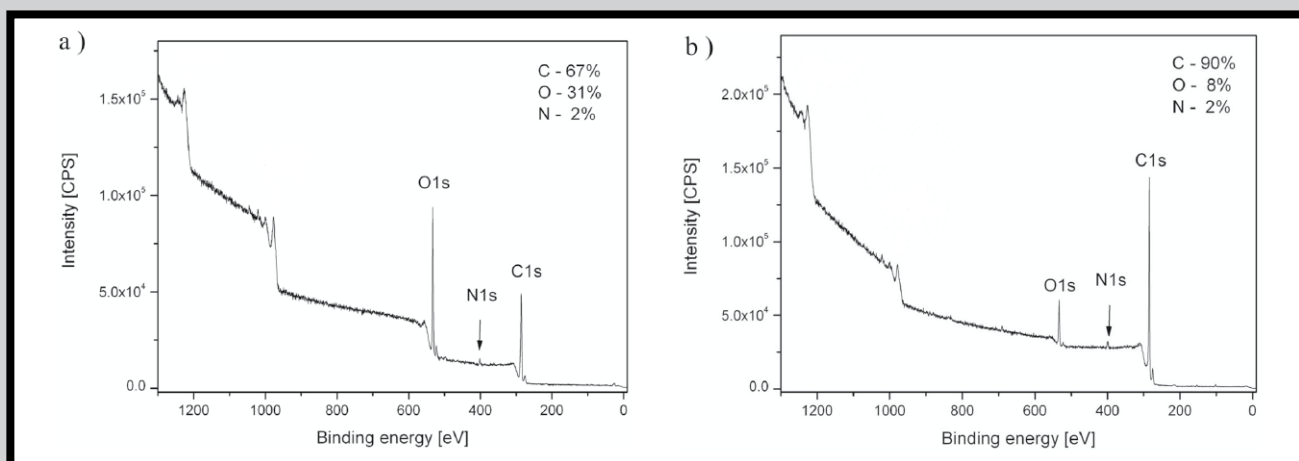 a )
C - 67%
O - 31%
N - 2%
1.5x10⁵
1.0x10⁵
5.0x10⁴
0.0
Intensity [CPS]
O1s
N1s
C1s
1200 1000 800 600 400 200 0
Binding energy [eV]
b )
C - 90%
O - 8%
N - 2%
2.0x10⁵
1.5x10⁵
1.0x10⁵
5.0x10⁴
0.0
Intensity [CPS]
C1s
O1s
N1s
1200 1000 800 600 400 200 0
Binding energy [eV]